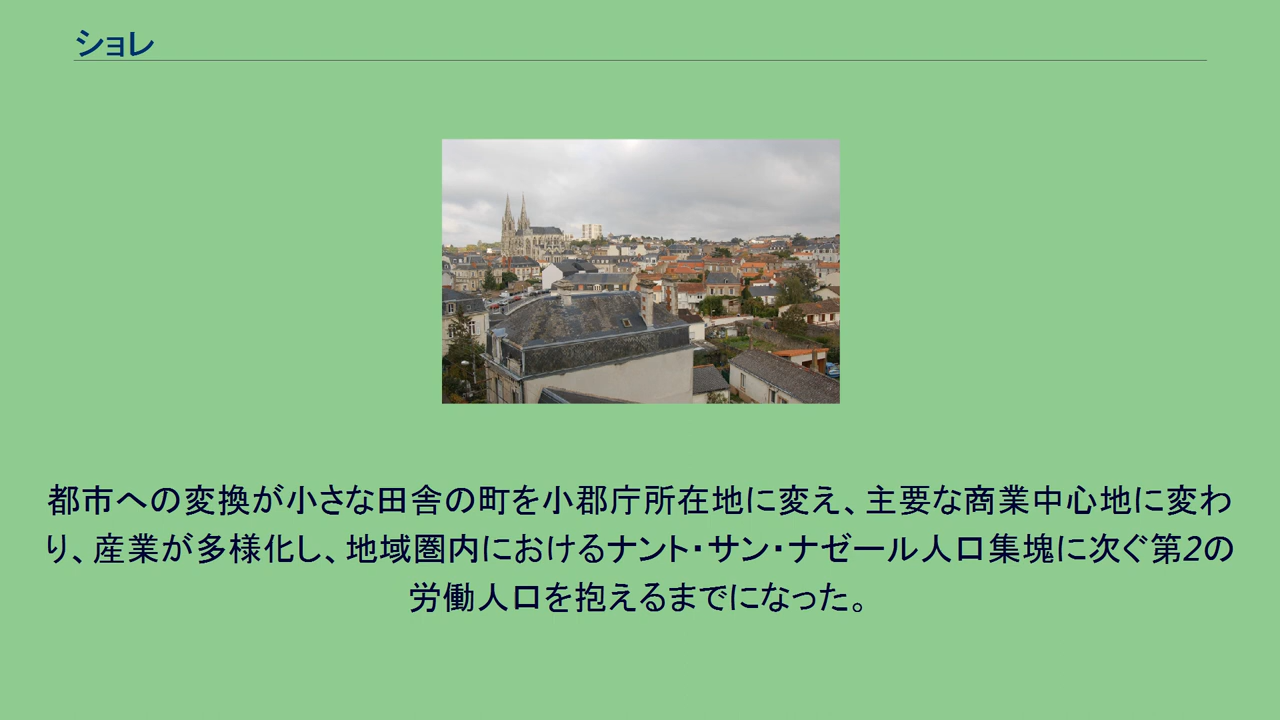 ショレ
都市への変換が小さな田舎の町を小郡庁所在地に変え、主要な商業中心地に変わ
り、産業が多様化し、地域圏内におけるナント・サン・ナゼール人口集塊に次ぐ第2の
労働人口を抱えるまでになった。